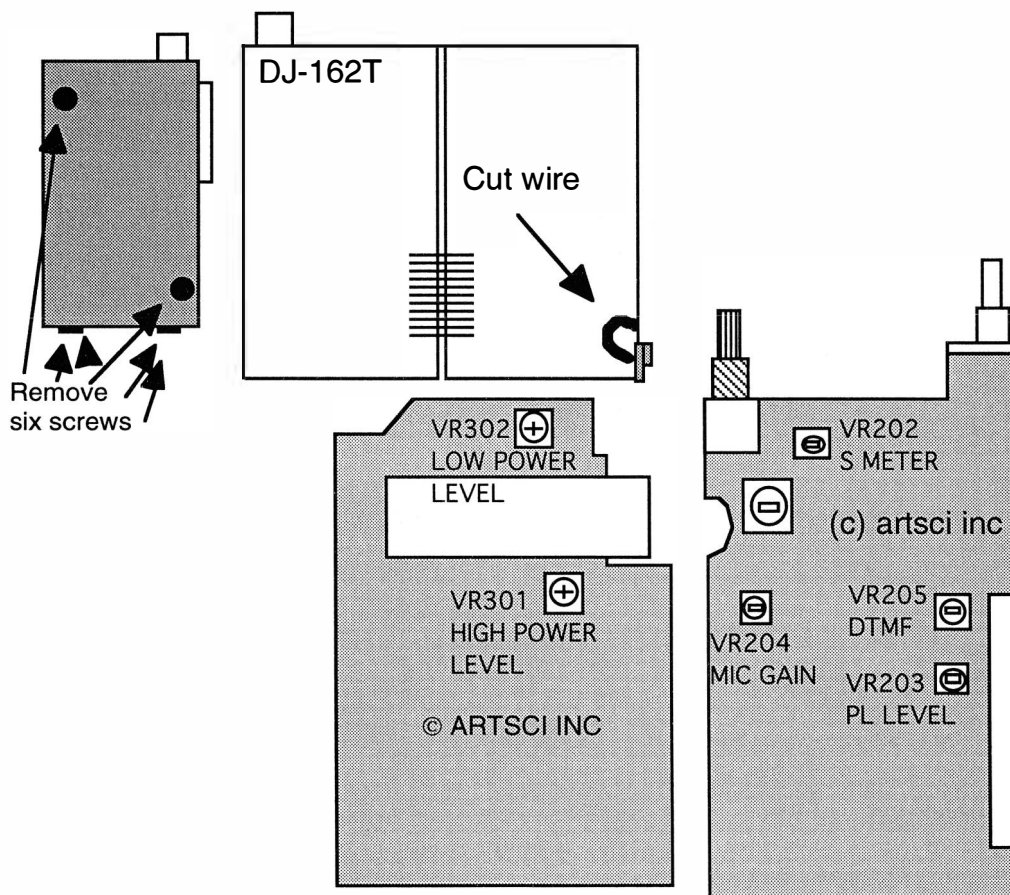 DJ-162T
Cut wire
Remove
six screws
VR302
LOW POWER
LEVEL
VR301
HIGH POWER
LEVEL
© ARTSCI INC
VR202
S METER
(c) artsci inc
VR204
MIC GAIN
VR205
DTMF
VR203
PL LEVEL